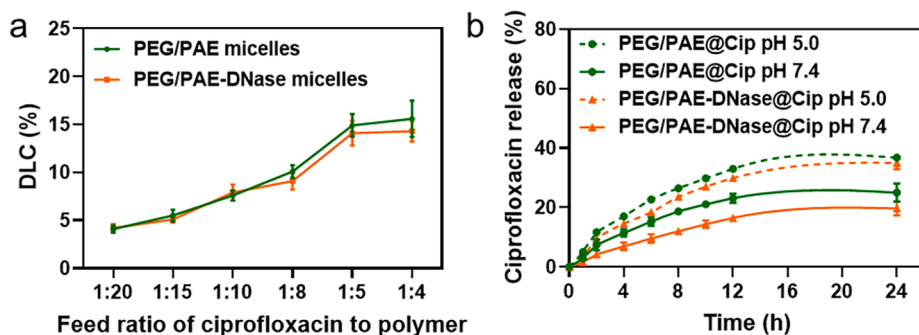 a
25
20
15
10
5
0
DLC (%)
PEG/PAE micelles
PEG/PAE-DNase micelles
1:20 1:15 1:10 1:8 1:5 1:4
Feed ratio of ciprofloxacin to polymer
b
80
60
40
20
0
Ciprofloxacin release (%)
PEG/PAE@Cip pH 5.0
PEG/PAE@Cip pH 7.4
PEG/PAE-DNase@Cip pH 5.0
PEG/PAE-DNase@Cip pH 7.4
0 4 8 12 16 20 24
Time (h)